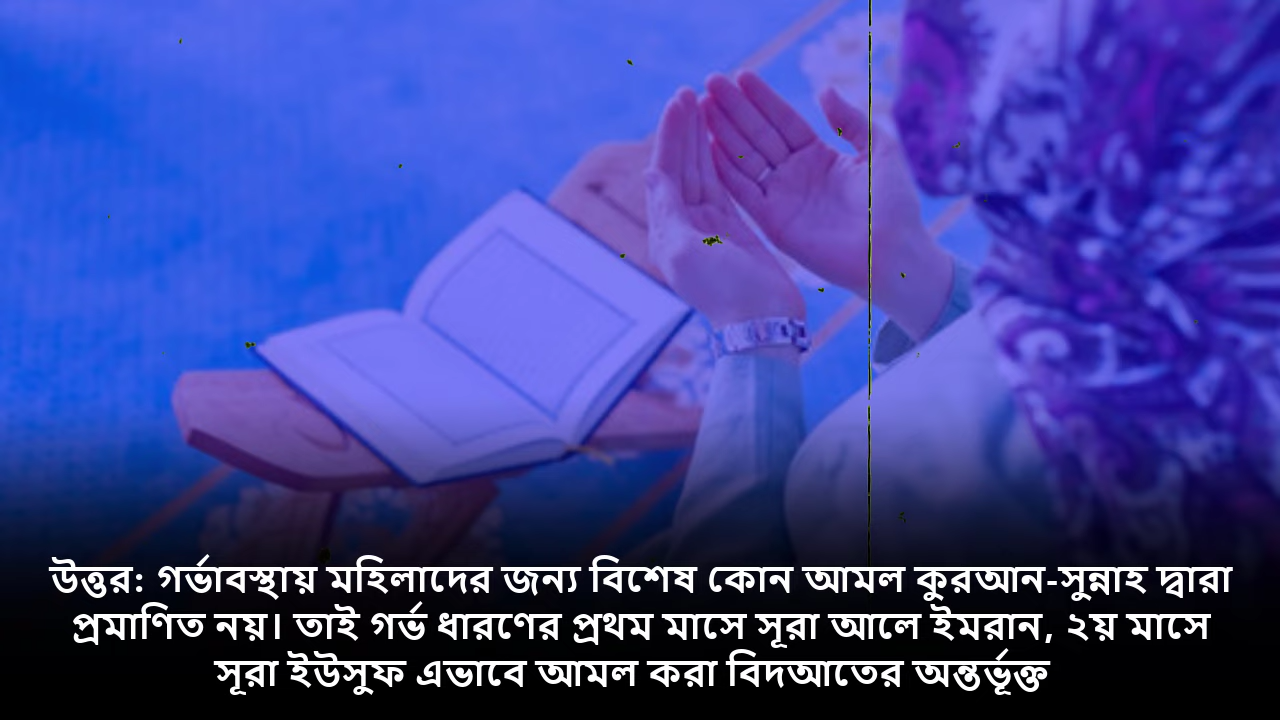 উত্তর: গর্ভাবস্থায় মহিলাদের জন্য বিশেষ কোন আমল কুরআন-সুন্নাহ দ্বারা
প্রমাণিত নয়। তাই গর্ভ ধারণের প্রথম মাসে সূরা আলে ইমরান, ২য় মাসে
সূরা ইউসুফ এভাবে আমল করা বিদআতের অন্তর্ভূক্ত